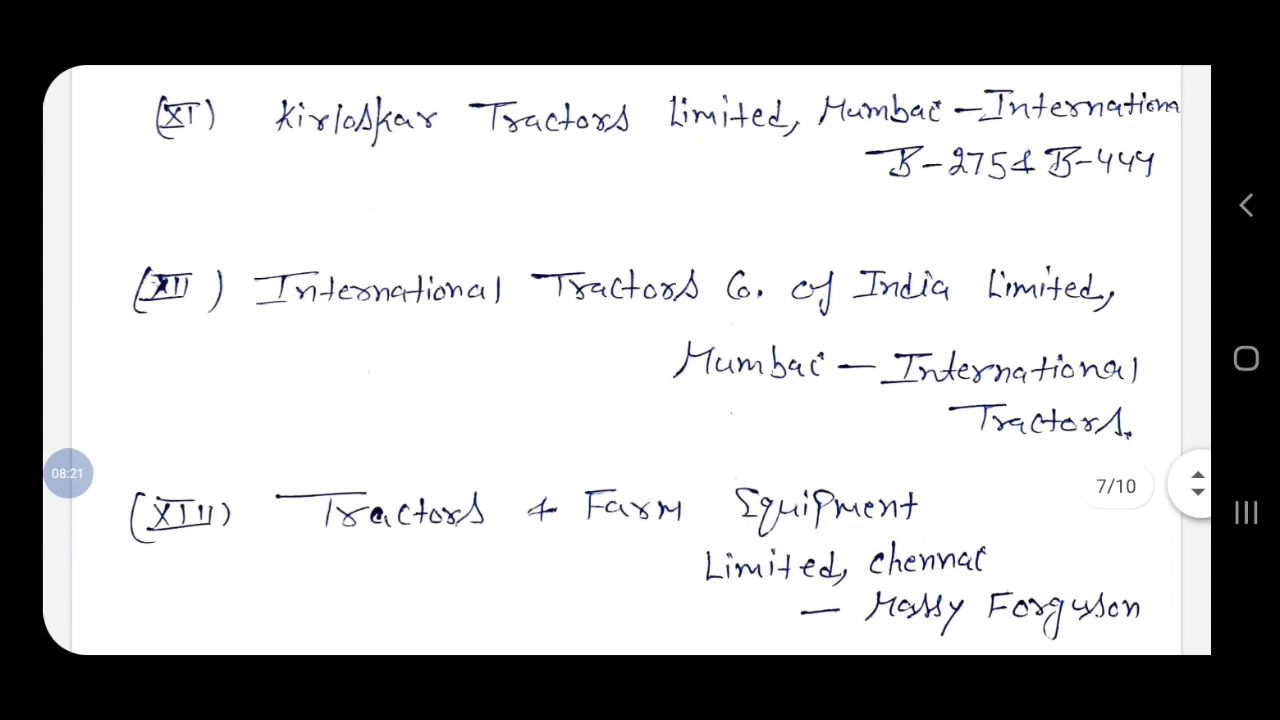 (XI) Kirloskar Tractors Limited, Mumbai - Internationa
B-275 & B-444
(XII) International Tractors Co. of India Limited,
Mumbai - International
Tractors.
08:21
7/10
(XIII) Tractors & Farm Equipment
Limited, chennai
- Massy Forguson